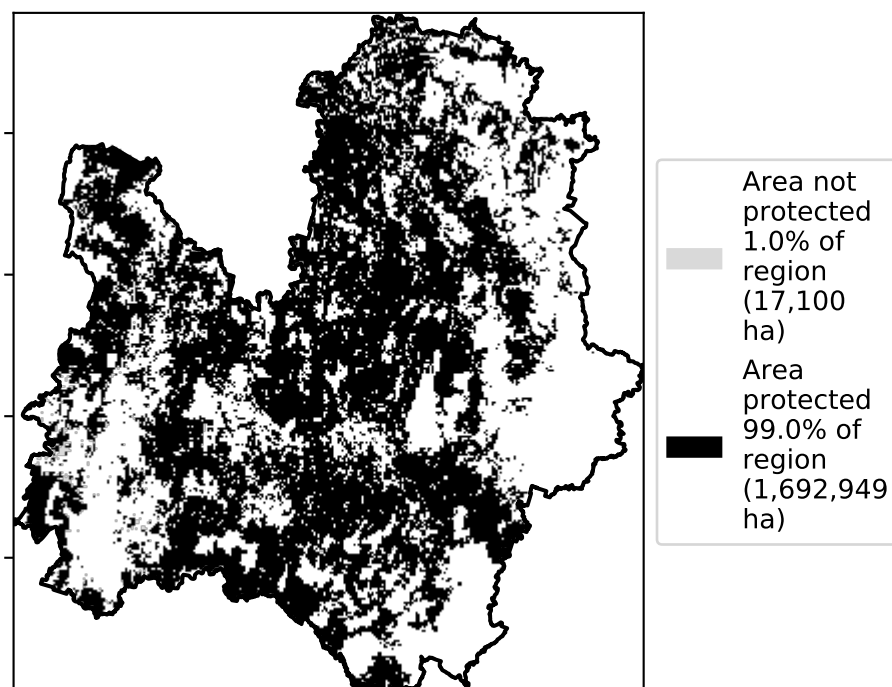 Area not
protected
1.0% of
region
(17,100
ha)
Area
protected
99.0% of
region
(1,692,949
ha)